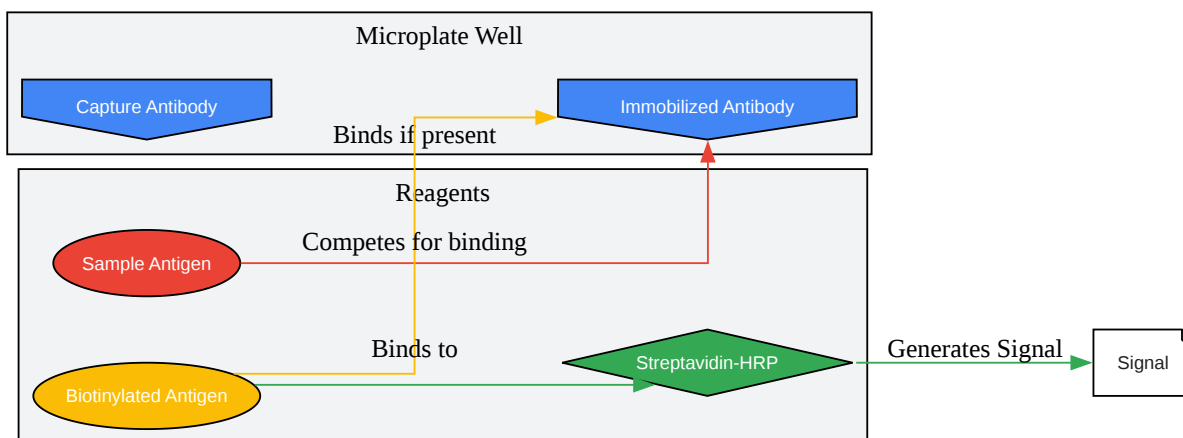 Microplate Well
Capture Antibody
Immobilized Antibody
Binds if present
Reagents
Competes for binding
Sample Antigen
Binds to
Streptavidin-HRP
Generates Signal
Signal
Biotinylated Antigen